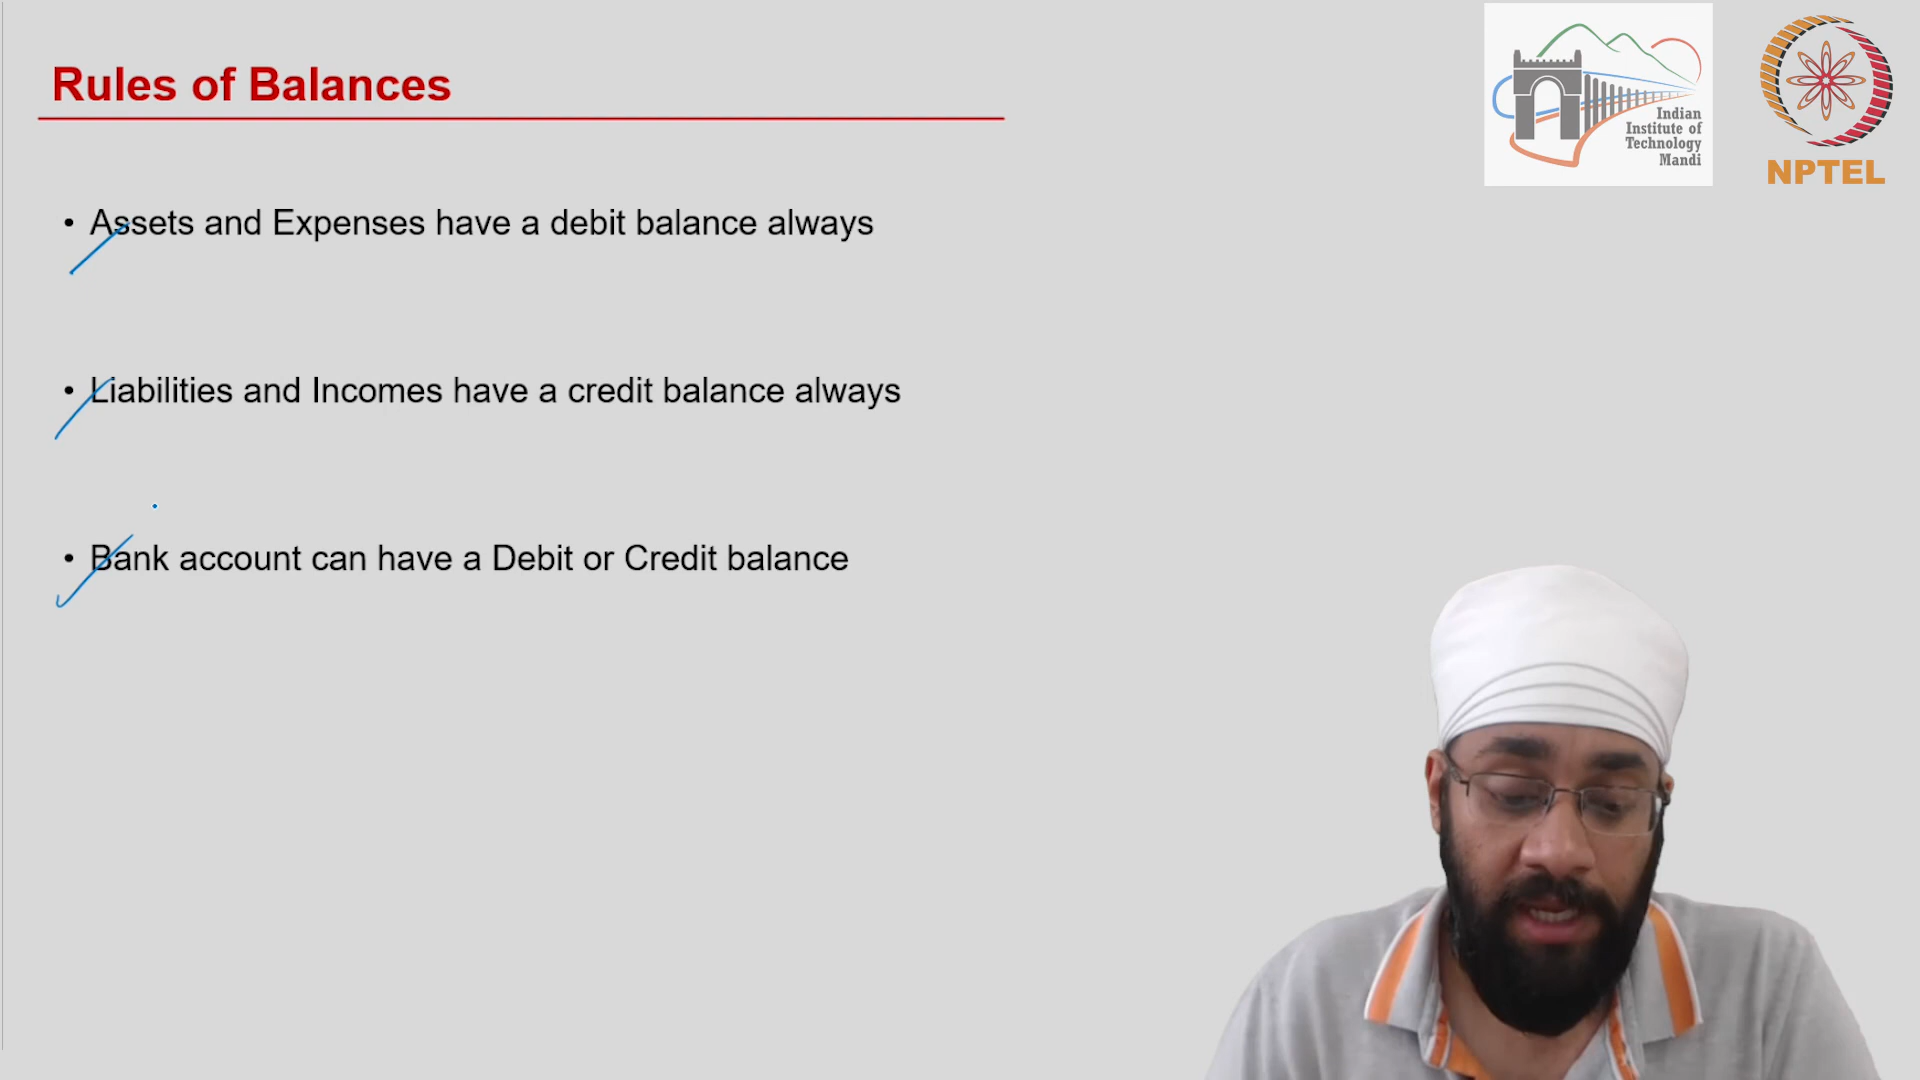 Rules of Balances
Indian
Institute of
Technology
Mandi
NPTEL
• Assets and Expenses have a debit balance always
• Liabilities and Incomes have a credit balance always
• Bank account can have a Debit or Credit balance